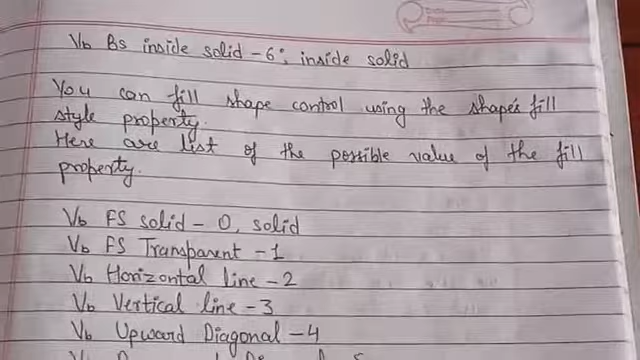 Vb BS inside solid - 6; inside solid
You can fill shape control using the shape's fill
style property.
Here are list of the possible value of the fill
property.
Vb FS solid - 0, solid
Vb FS Transparent - 1
Vb Horizontal line - 2
Vb Vertical line - 3
Vb Upward Diagonal - 4